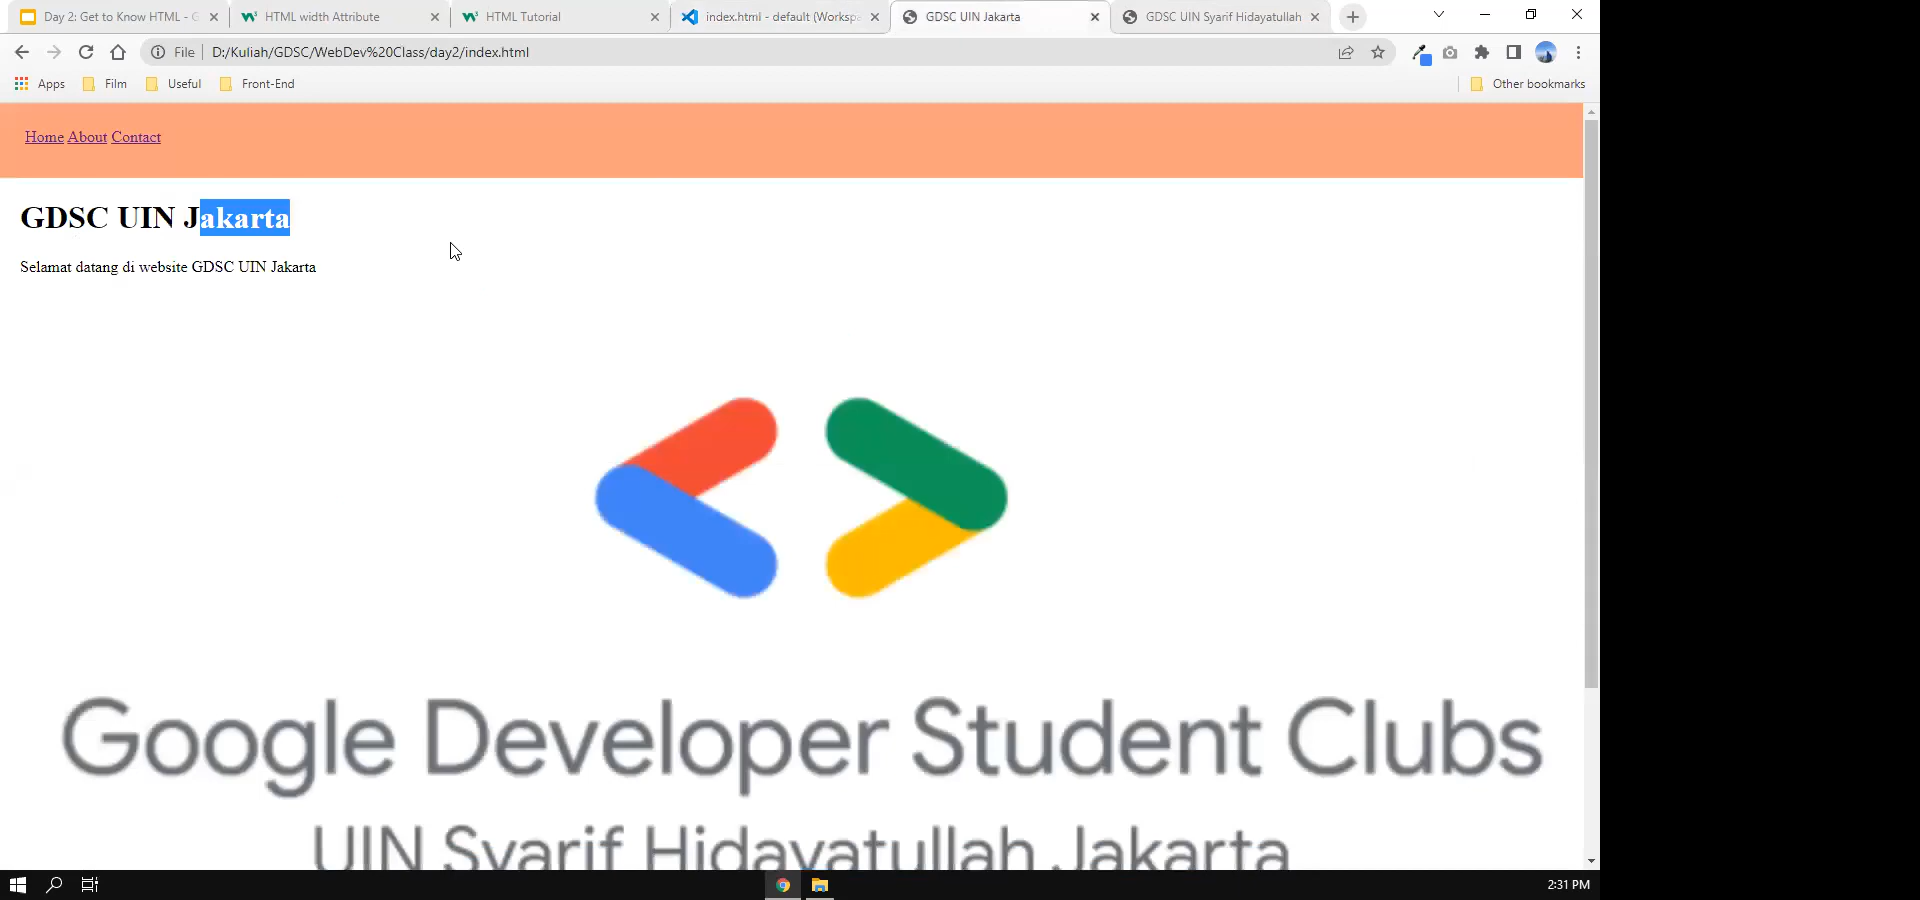 Day 2: Get to Know HTML - G
HTML width Attribute
HTML Tutorial
index.html - default (Workspa
GDSC UIN Jakarta
GDSC UIN Syarif Hidayatullah
File
D:/Kuliah/GDSC/WebDev%20Class/day2/index.html
Apps
Film
Useful
Front-End
Other bookmarks
Home About Contact
GDSC UIN Jakarta
Selamat datang di website GDSC UIN Jakarta
Google Developer Student Clubs
UIN Syarif Hidayatullah Jakarta
2:31 PM